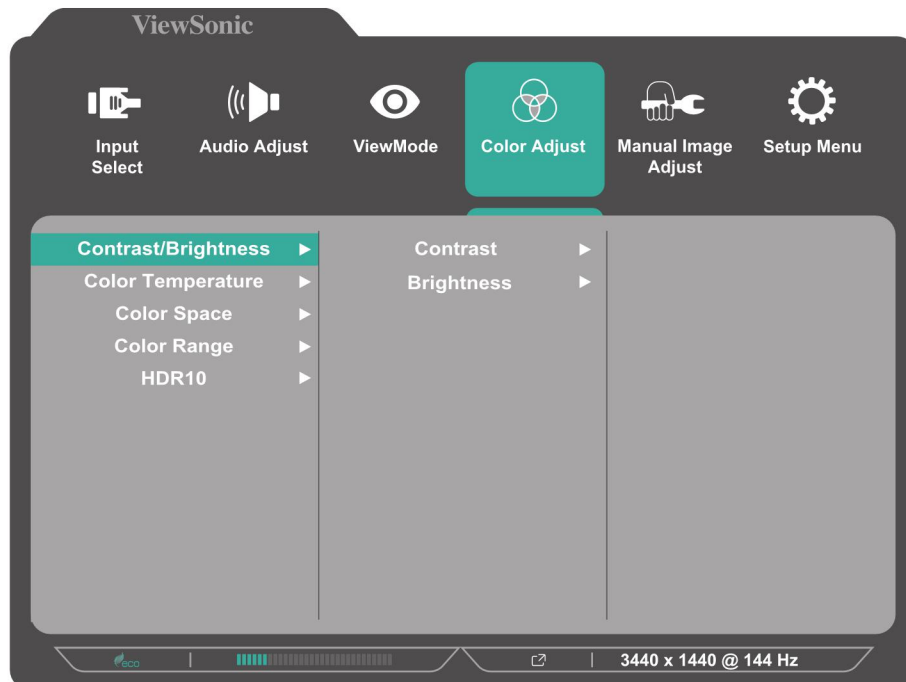 ViewSonic
Input
Select
Audio Adjust
ViewMode
Color Adjust
Manual Image
Adjust
Setup Menu
Contrast/Brightness
Color Temperature
Color Space
Color Range
HDR10
Contrast
Brightness
eco
3440 x 1440 @ 144 Hz